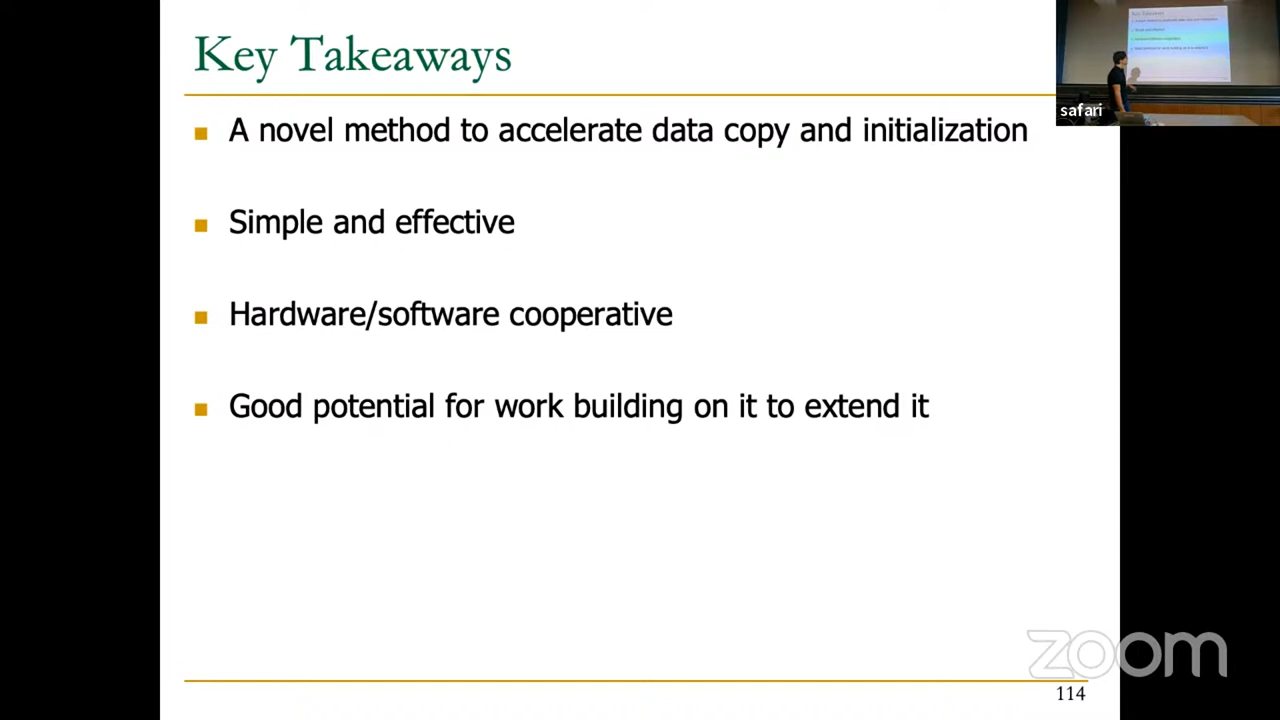 Key Takeaways
A novel method to accelerate data copy and initialization
Simple and effective
Hardware/software cooperative
Good potential for work building on it to extend it
114
safari
zoom